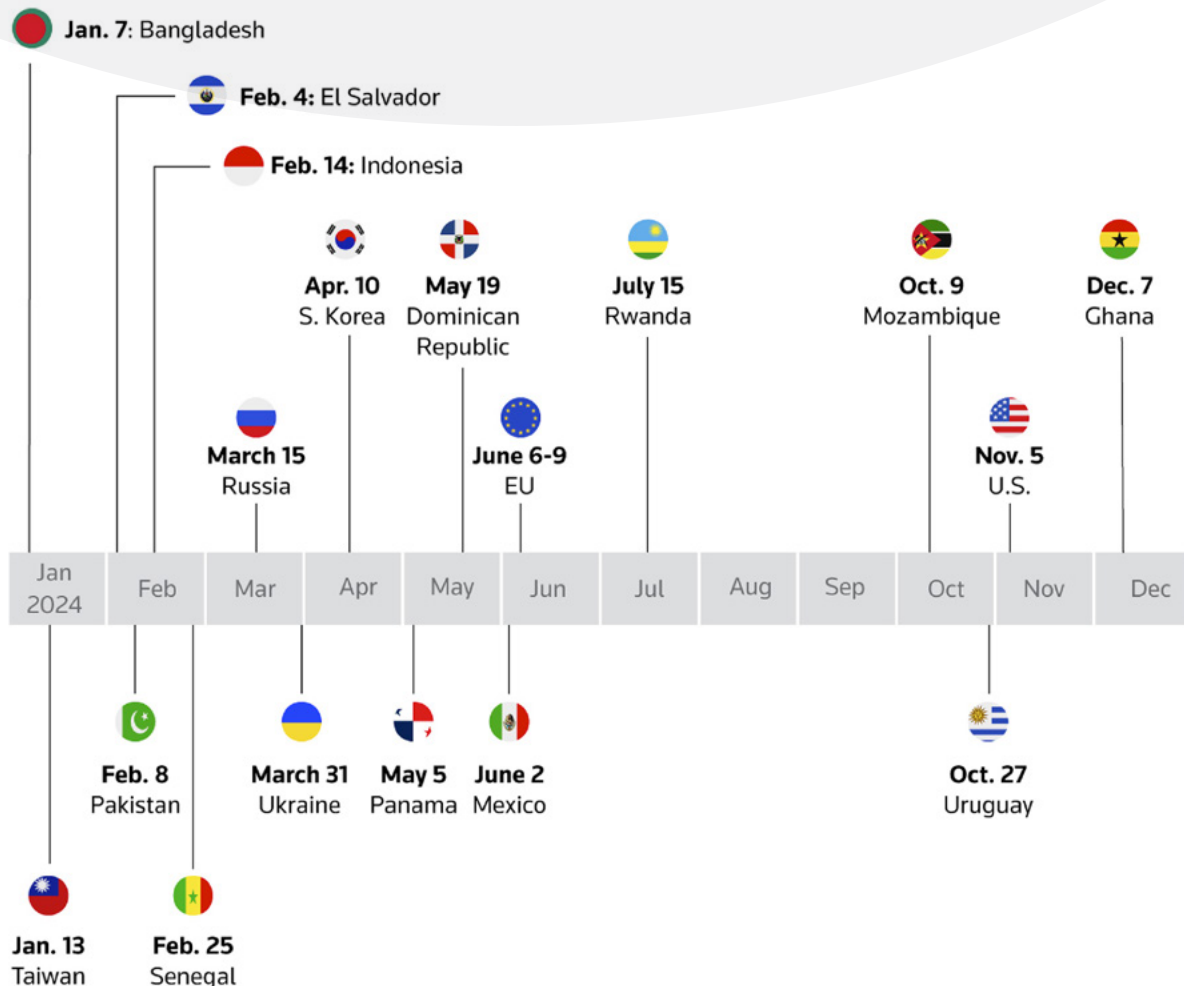 Jan. 7: Bangladesh
Feb. 4: El Salvador
Feb. 14: Indonesia
Apr. 10
S. Korea
May 19
Dominican
Republic
July 15
Rwanda
Oct. 9
Mozambique
Dec. 7
Ghana
March 15
Russia
June 6-9
EU
Nov. 5
U.S.
Jan
2024
Feb
Mar
Apr
May
Jun
Jul
Aug
Sep
Oct
Nov
Dec
Feb. 8
Pakistan
March 31
Ukraine
May 5
Panama
June 2
Mexico
Oct. 27
Uruguay
Jan. 13
Taiwan
Feb. 25
Senegal